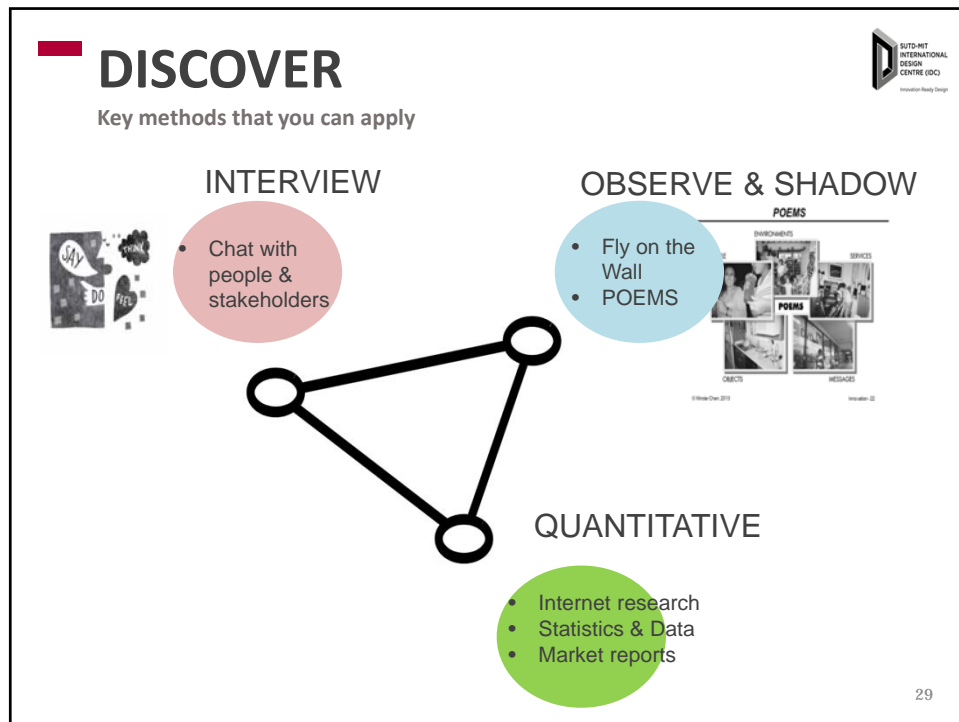 DISCOVER
Key methods that you can apply
SUTD-MIT
INTERNATIONAL
DESIGN
CENTRE (IDC)
Innovation Ready Design
INTERVIEW
SAY
THINK
DO
FEEL
• Chat with
people &
stakeholders
OBSERVE & SHADOW
• Fly on the
Wall
• POEMS
POEMS
ENVIRONMENTS
SERVICES
POEMS
OBJECTS
MESSAGES
Innovation-22
QUANTITATIVE
• Internet research
• Statistics & Data
• Market reports
29